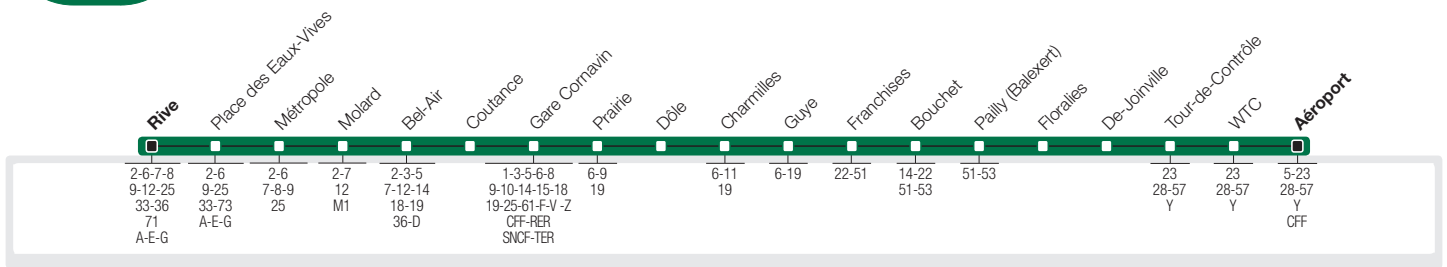 Rive
Place des Eaux-Vives
Métropole
Molard
Bel-Air
Coutance
Gare Cornavin
Prairie
Dôle
Charmilles
Guye
Franchises
Bouchet
Pailly (Balexert)
Floralies
De-Joinville
Tour-de-Contrôle
WTC
Aéroport
2-6-7-8
9-12-25
33-36
71
A-E-G
2-6
9-25
33-73
A-E-G
2-6
7-8-9
25
2-7
12
M1
2-3-5
7-12-14
18-19
36-D
1-3-5-6-8
9-10-14-15-18
19-25-61-F-V -Z
CFF-RER
SNCF-TER
6-9
19
6-11
19
6-19
22-51
14-22
51-53
51-53
23
28-57
Y
23
28-57
Y
5-23
28-57
Y
CFF